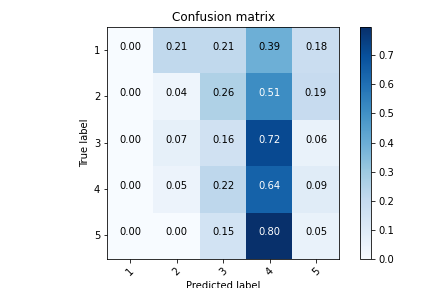 Confusion matrix
True label
1 0.00 0.21 0.21 0.39 0.18
2 0.00 0.04 0.26 0.51 0.19
3 0.00 0.07 0.16 0.72 0.06
4 0.00 0.05 0.22 0.64 0.09
5 0.00 0.00 0.15 0.80 0.05
1 2 3 4 5
Predicted label
0.7
0.6
0.5
0.4
0.3
0.2
0.1
0.0